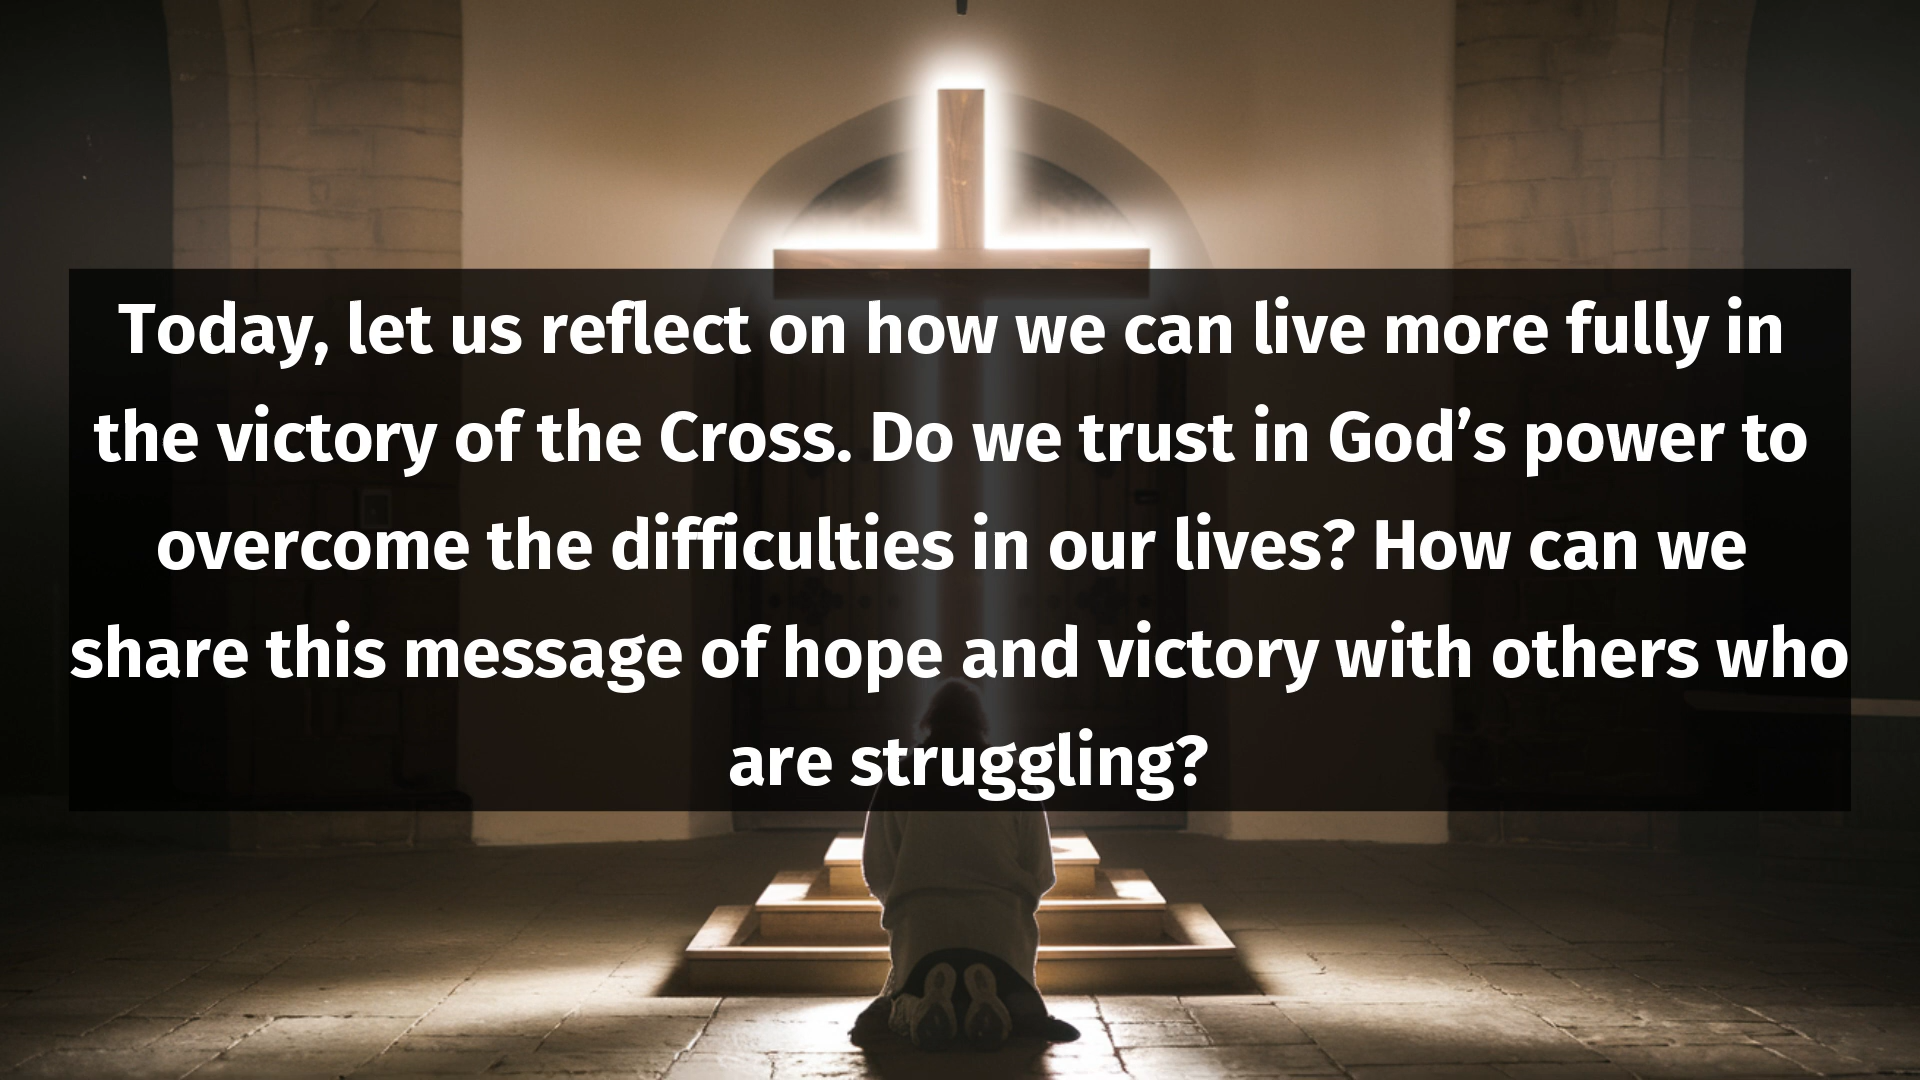 Today, let us reflect on how we can live more fully in
the victory of the Cross. Do we trust in God’s power to
overcome the difficulties in our lives? How can we
share this message of hope and victory with others who
are struggling?